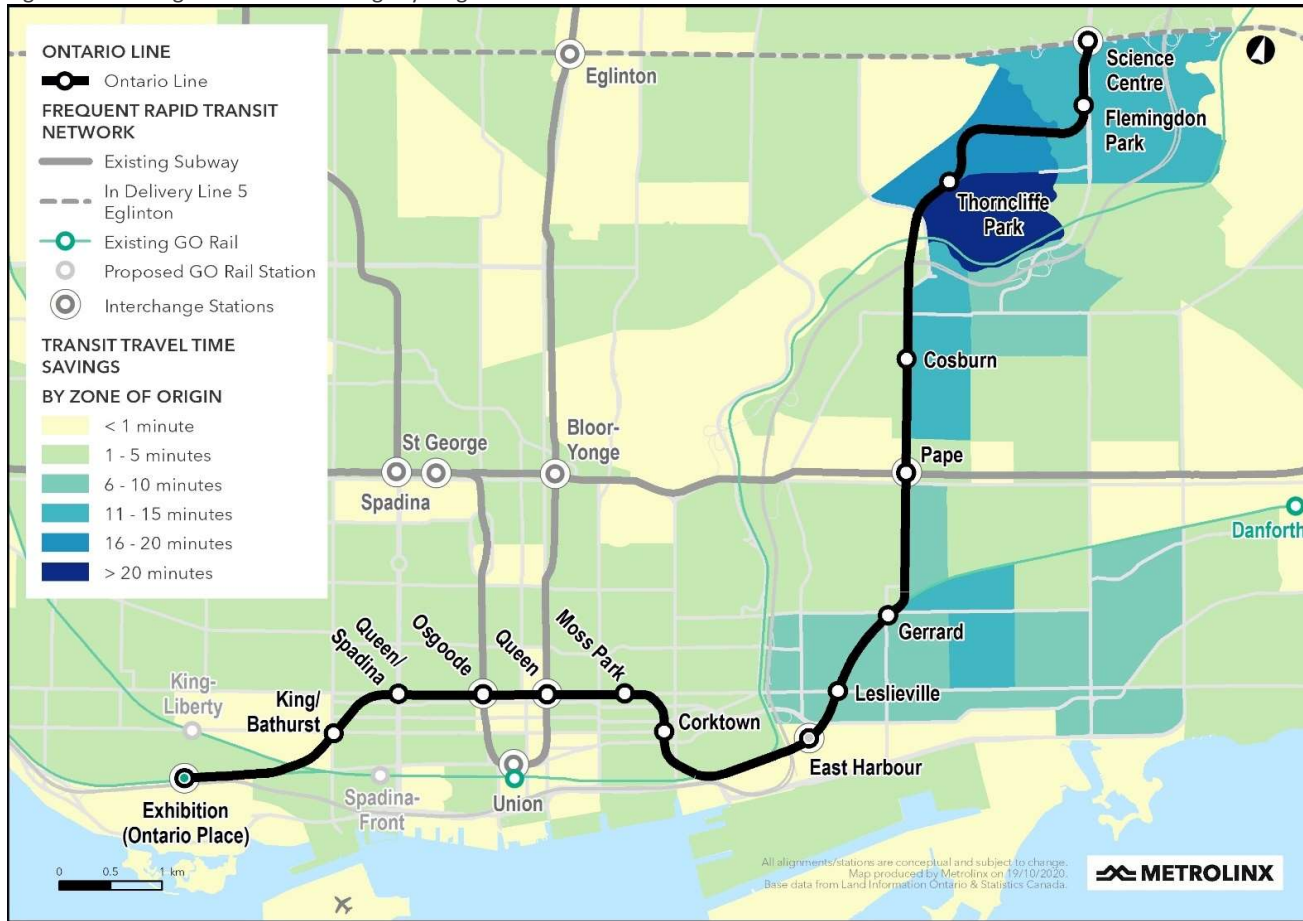 ONTARIO LINE
Ontario Line
FREQUENT RAPID TRANSIT
NETWORK
Existing Subway
In Delivery Line 5
Eglinton
Existing GO Rail
Proposed GO Rail Station
Interchange Stations
TRANSIT TRAVEL TIME
SAVINGS
BY ZONE OF ORIGIN
< 1 minute
1 - 5 minutes
6 - 10 minutes
11 - 15 minutes
16 - 20 minutes
> 20 minutes
Eglinton
Science
Centre
Flemingdon
Park
Thorncliffe
Park
Cosburn
Bloor-
Yonge
St George
Spadina
Pape
Danforth
Gerrard
Moss Park
Queen
Osgoode
Queen/
Spadina
King-
Liberty
King/
Bathurst
Leslieville
Corktown
East Harbour
Exhibition
(Ontario Place)
Spadina-
Front
Union
0 0.5 1 km
All alignments/stations are conceptual and subject to change.
Map produced by Metrolinx on 19/10/2020.
Base data from Land Information Ontario & Statistics Canada.
METROLINX